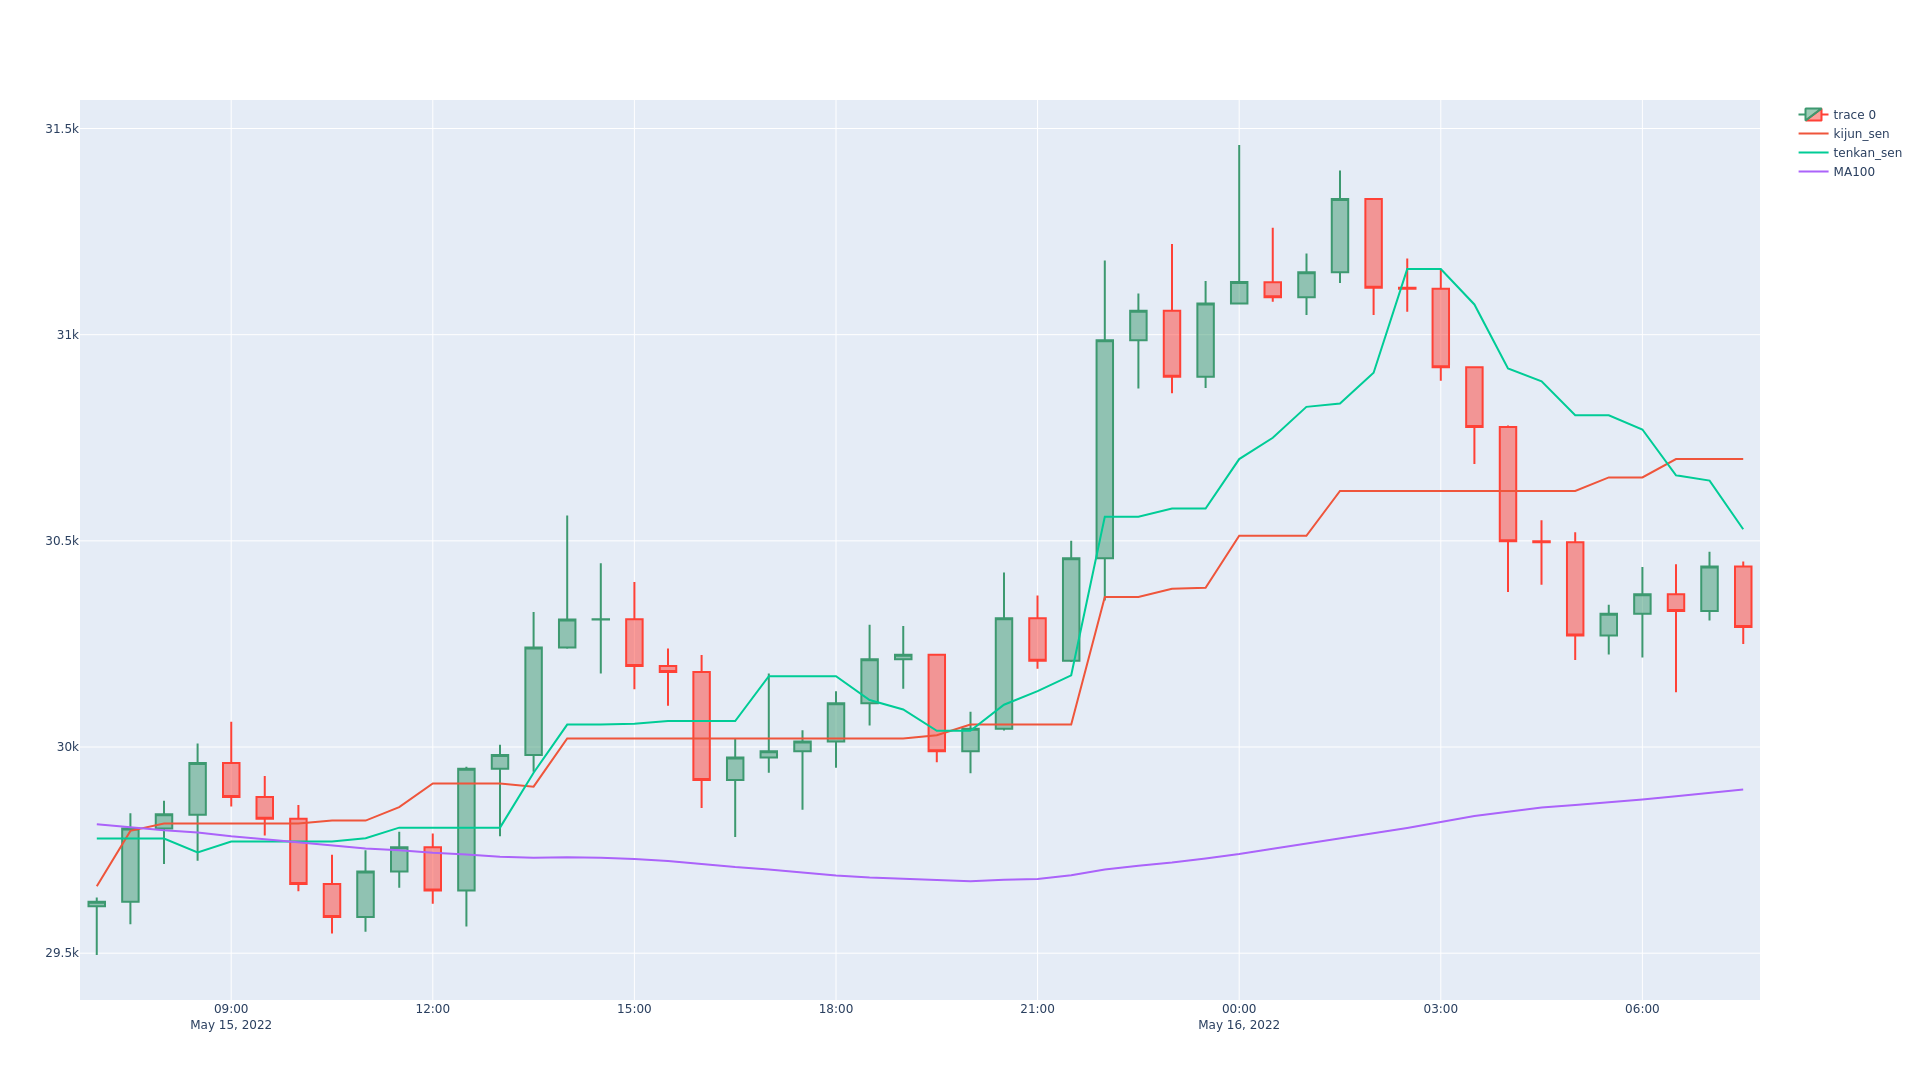 31.5k
31k
30.5k
30k
29.5k
09:00
May 15, 2022
12:00
15:00
18:00
21:00
00:00
May 16, 2022
03:00
06:00
trace 0
kijun_sen
tenkan_sen
MA100